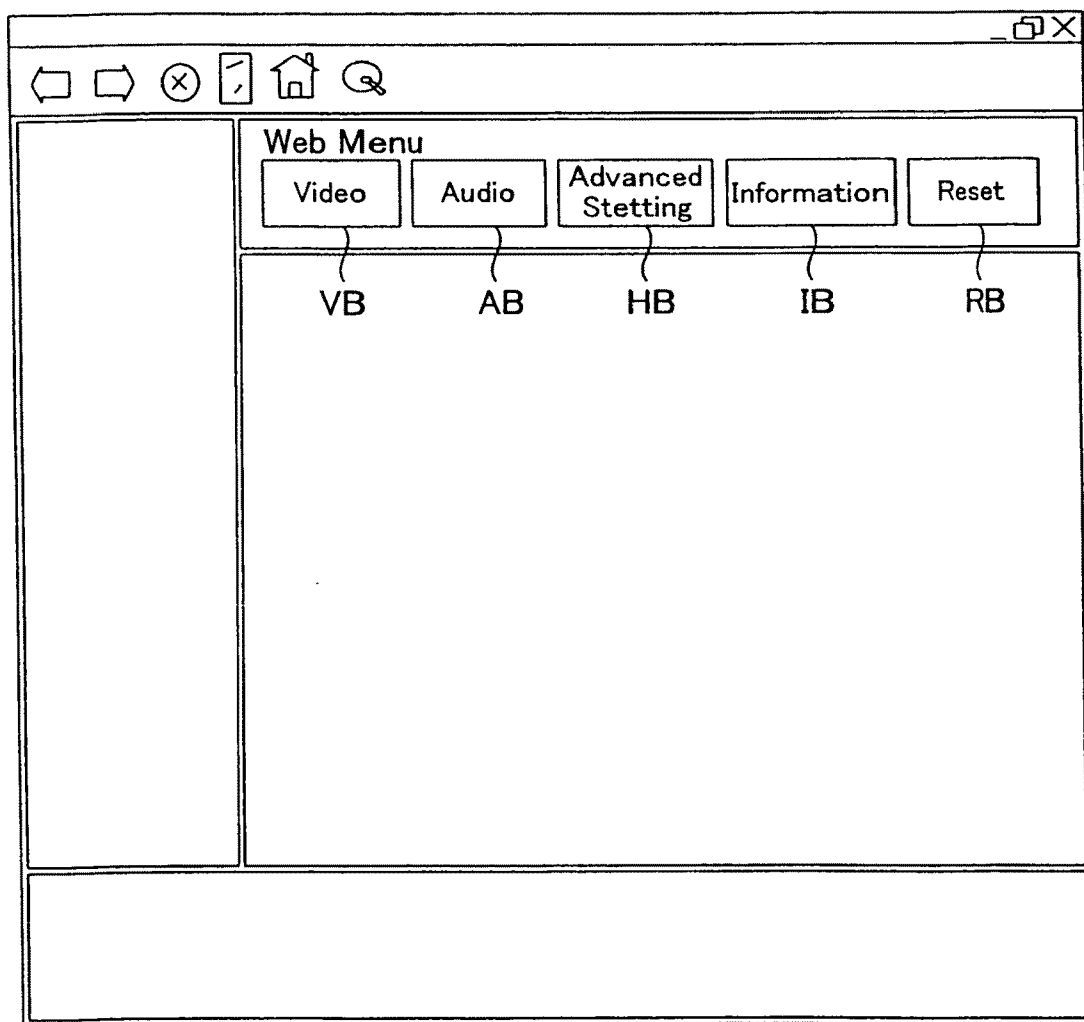 Web Menu
Video
Audio
Advanced
Stetting
Information
Reset
VB
AB
HB
IB
RB